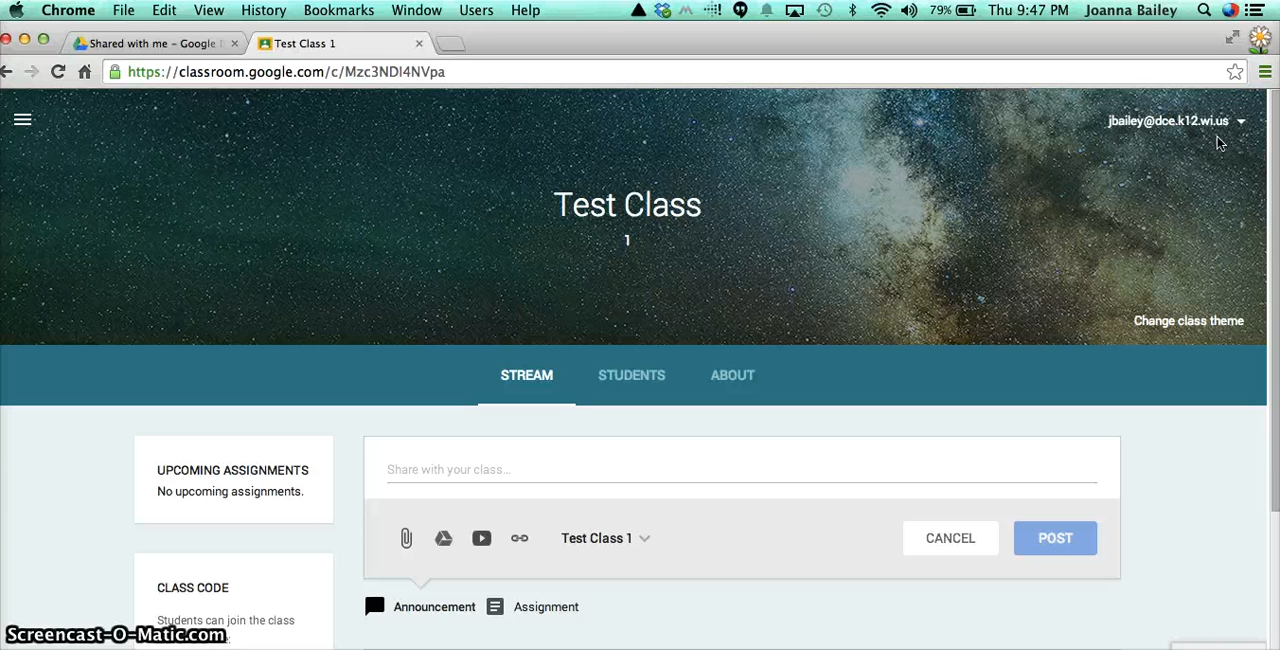 Chrome File Edit View History Bookmarks Window Users Help 79% Thu 9:47 PM Joanna Bailey
Shared with me – Google Test Class 1
https://classroom.google.com/c/Mzc3NDI4NVpa
jbailey@dce.k12.wi.us
Test Class
1
Change class theme
STREAM STUDENTS ABOUT
UPCOMING ASSIGNMENTS
No upcoming assignments.
Share with your class...
Test Class 1 CANCEL POST
Announcement Assignment
CLASS CODE
Students can join the class
Screencast-O-Matic.com